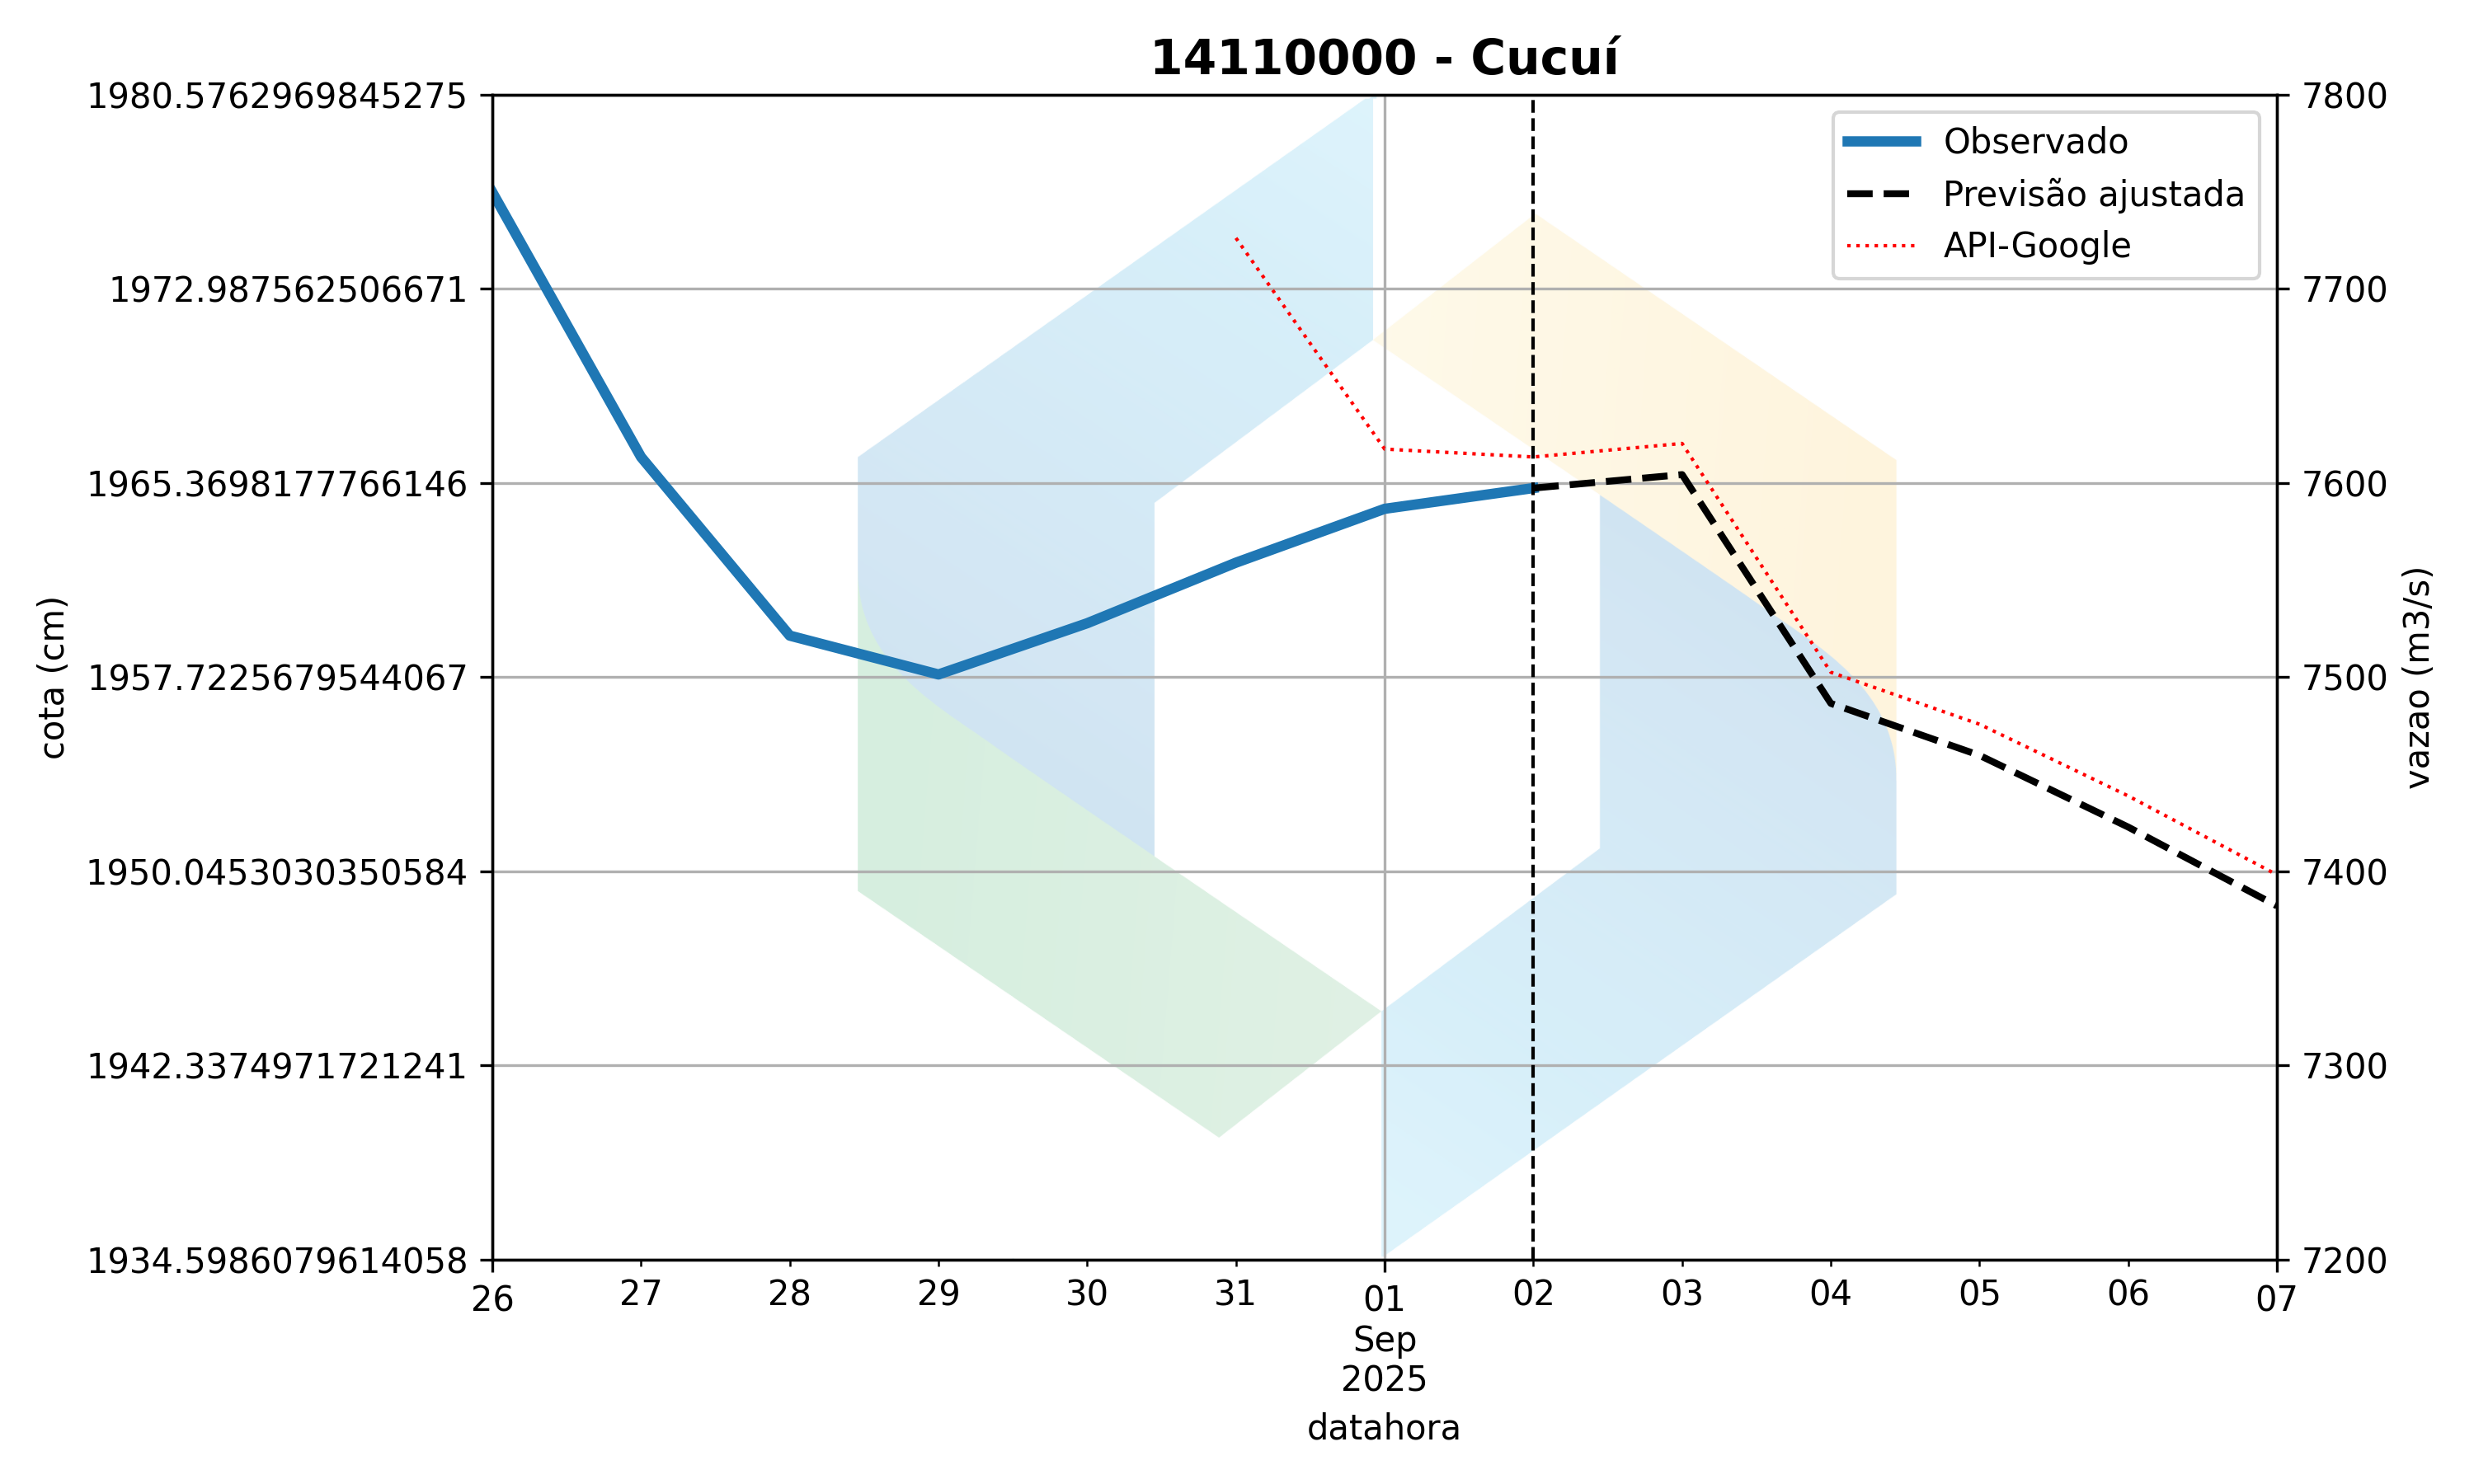 14110000 - Cucuí
1980.5762969845275
1972.987562506671
1965.3698177766146
1957.7225679544067
1950.0453030350584
1942.3374971721241
1934.5986079614058
cota (cm)
7800
7700
7600
7500
7400
7300
7200
vazao (m3/s)
Observado
Previsão ajustada
API-Google
26 27 28 29 30 31 01 02 03 04 05 06 07
Sep
2025
datahora